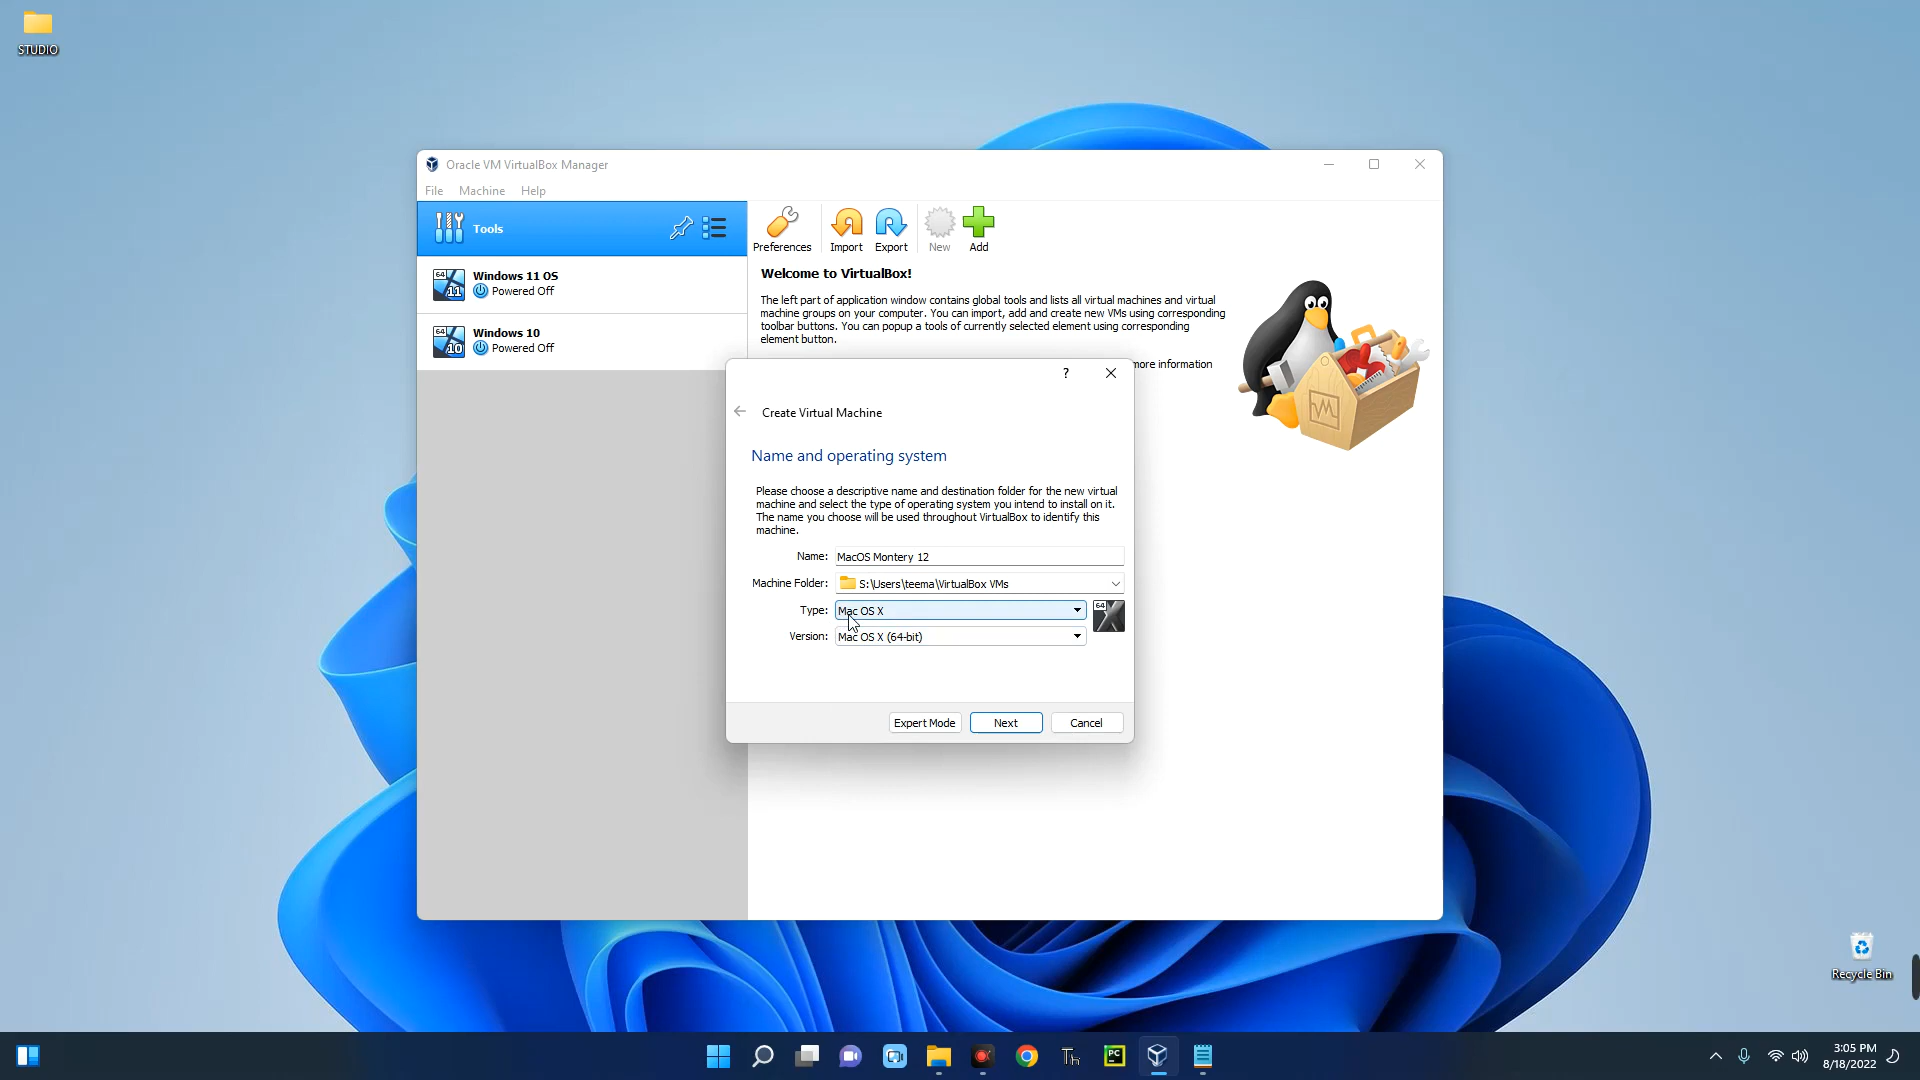 STUDIO
Oracle VM VirtualBox Manager
File Machine Help
Tools
Preferences Import Export New Add
64 11 Windows 11 OS
Powered Off
64 10 Windows 10
Powered Off
Welcome to VirtualBox!
The left part of application window contains global tools and lists all virtual machines and virtual
machine groups on your computer. You can import, add and create new VMs using corresponding
toolbar buttons. You can popup a tools of currently selected element using corresponding
element button.
more information
?
Create Virtual Machine
Name and operating system
Please choose a descriptive name and destination folder for the new virtual
machine and select the type of operating system you intend to install on it.
The name you choose will be used throughout VirtualBox to identify this
machine.
Name: MacOS Montery 12
Machine Folder: S:\Users\teema\VirtualBox VMs
Type: Mac OS X
64 X
Version: Mac OS X (64-bit)
Expert Mode Next Cancel
Recycle Bin
Th
PC
3:05 PM
8/18/2022